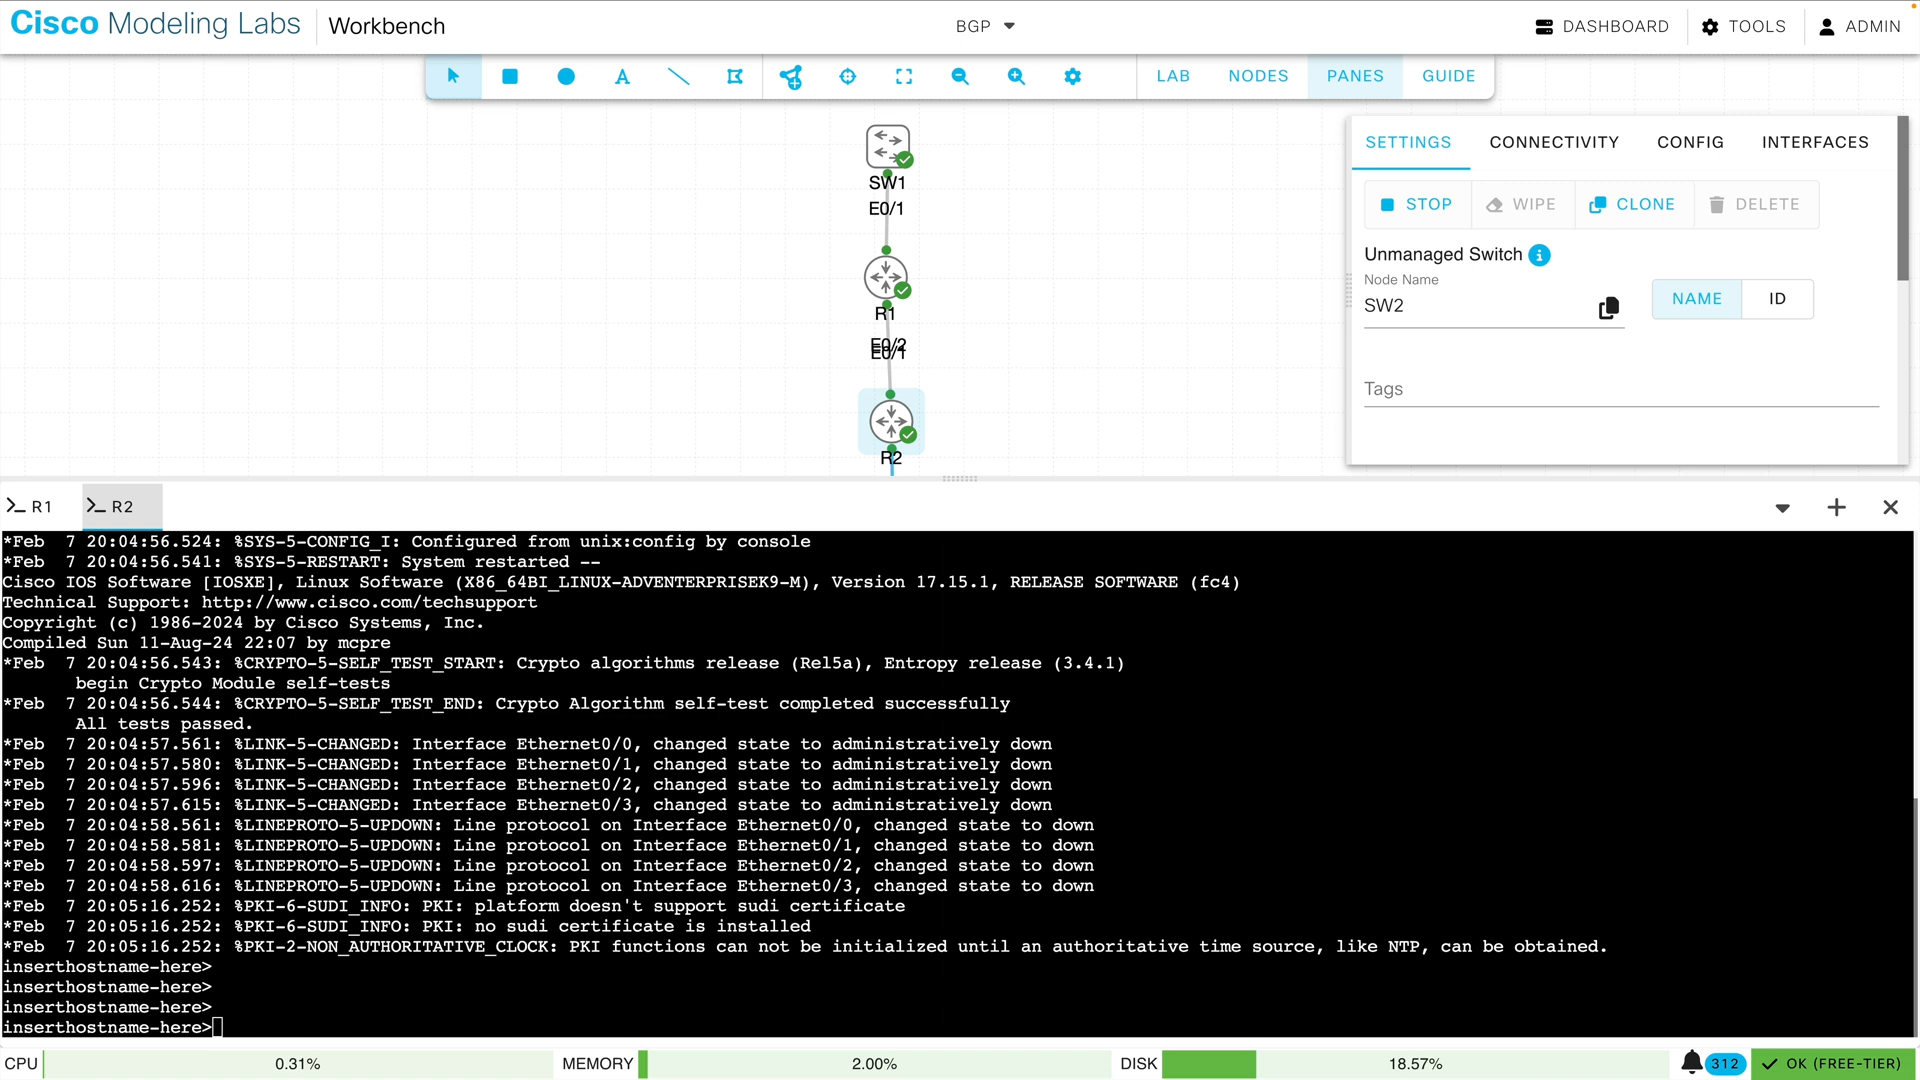 Cisco Modeling Labs Workbench
BGP
DASHBOARD TOOLS ADMIN
LAB NODES PANES GUIDE
SW1
E0/1
R1
E0/2
E0/1
R2
SETTINGS CONNECTIVITY CONFIG INTERFACES
STOP WIPE CLONE DELETE
Unmanaged Switch
Node Name
SW2
NAME ID
Tags
R1 R2
*Feb  7 20:04:56.524: %SYS-5-CONFIG_I: Configured from unix:config by console
*Feb  7 20:04:56.541: %SYS-5-RESTART: System restarted --
Cisco IOS Software [IOSXE], Linux Software (X86_64BI_LINUX-ADVENTERPRISEK9-M), Version 17.15.1, RELEASE SOFTWARE (fc4)
Technical Support: http://www.cisco.com/techsupport
Copyright (c) 1986-2024 by Cisco Systems, Inc.
Compiled Sun 11-Aug-24 22:07 by mcpre
*Feb  7 20:04:56.543: %CRYPTO-5-SELF_TEST_START: Crypto algorithms release (Rel5a), Entropy release (3.4.1)
begin Crypto Module self-tests
*Feb  7 20:04:56.544: %CRYPTO-5-SELF_TEST_END: Crypto Algorithm self-test completed successfully
All tests passed.
*Feb  7 20:04:57.561: %LINK-5-CHANGED: Interface Ethernet0/0, changed state to administratively down
*Feb  7 20:04:57.580: %LINK-5-CHANGED: Interface Ethernet0/1, changed state to administratively down
*Feb  7 20:04:57.596: %LINK-5-CHANGED: Interface Ethernet0/2, changed state to administratively down
*Feb  7 20:04:57.615: %LINK-5-CHANGED: Interface Ethernet0/3, changed state to administratively down
*Feb  7 20:04:58.561: %LINEPROTO-5-UPDOWN: Line protocol on Interface Ethernet0/0, changed state to down
*Feb  7 20:04:58.581: %LINEPROTO-5-UPDOWN: Line protocol on Interface Ethernet0/1, changed state to down
*Feb  7 20:04:58.597: %LINEPROTO-5-UPDOWN: Line protocol on Interface Ethernet0/2, changed state to down
*Feb  7 20:04:58.616: %LINEPROTO-5-UPDOWN: Line protocol on Interface Ethernet0/3, changed state to down
*Feb  7 20:05:16.252: %PKI-6-SUDI_INFO: PKI: platform doesn't support sudi certificate
*Feb  7 20:05:16.252: %PKI-6-SUDI_INFO: PKI: no sudi certificate is installed
*Feb  7 20:05:16.252: %PKI-2-NON_AUTHORITATIVE_CLOCK: PKI functions can not be initialized until an authoritative time source, like NTP, can be obtained.
inserthostname-here>
inserthostname-here>
inserthostname-here>
inserthostname-here>
CPU 0.31% MEMORY 2.00% DISK 18.57% 312 OK (FREE-TIER)